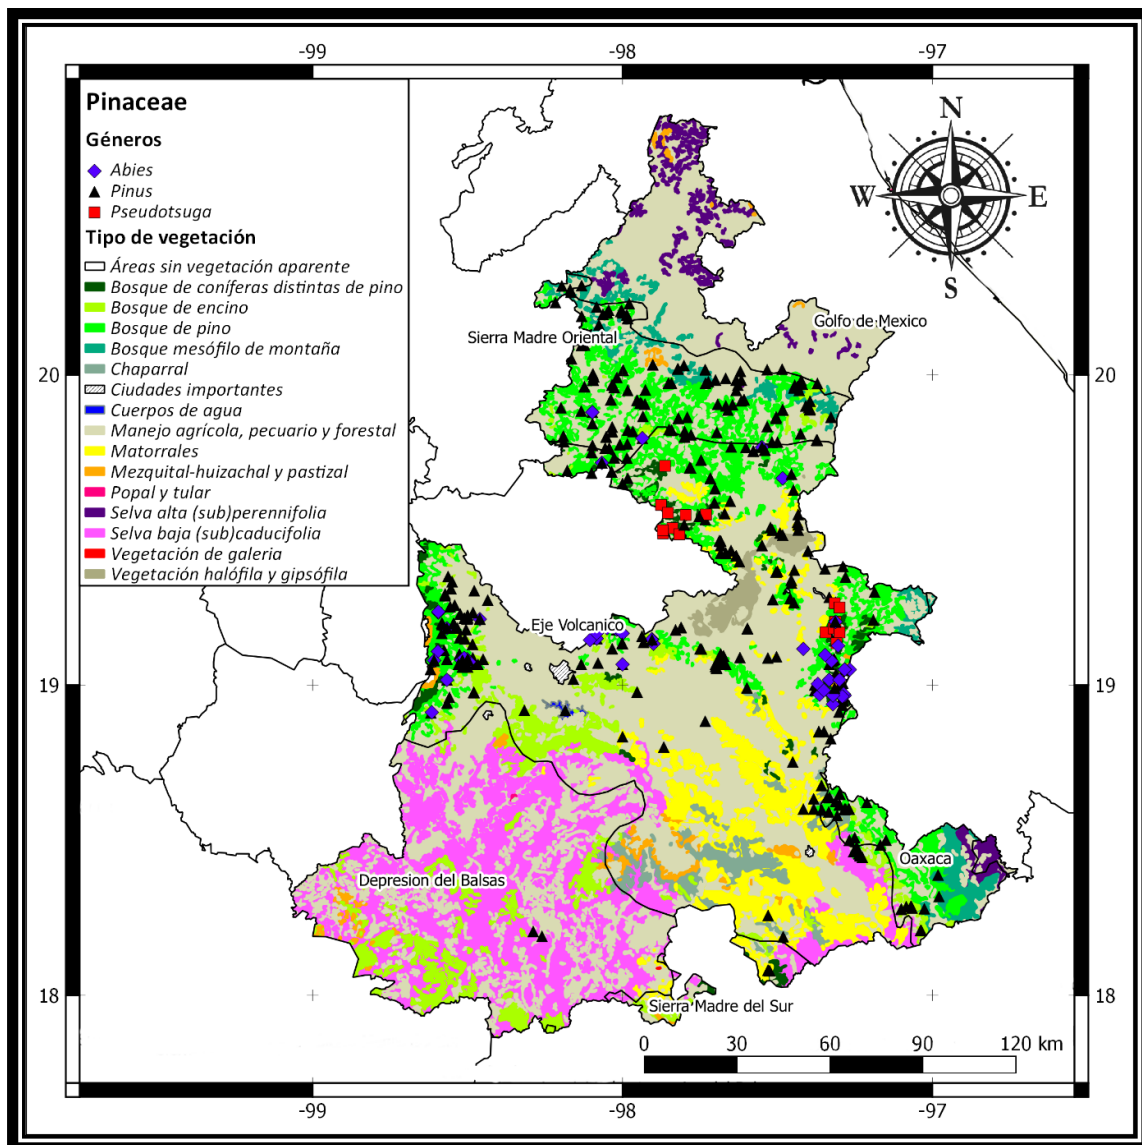 -99 -98 -97
Pinaceae
Géneros
Abies
Pinus
Pseudotsuga
Tipo de vegetación
Áreas sin vegetación aparente
Bosque de coníferas distintas de pino
Bosque de encino
Bosque de pino
Bosque mesófilo de montaña
Chaparral
Ciudades importantes
Cuerpos de agua
Manejo agrícola, pecuario y forestal
Matorrales
Mezquital-huizachal y pastizal
Popal y tular
Selva alta (sub)perennifolia
Selva baja (sub)caducifolia
Vegetación de galeria
Vegetación halófila y gipsófila
N
W E
S
Golfo de Mexico
Sierra Madre Oriental
20 20
Eje Volcanico
19 19
Oaxaca
Depresion del Balsas
18 18
Sierra Madre del Sur
0 30 60 90 120 km
-99 -98 -97